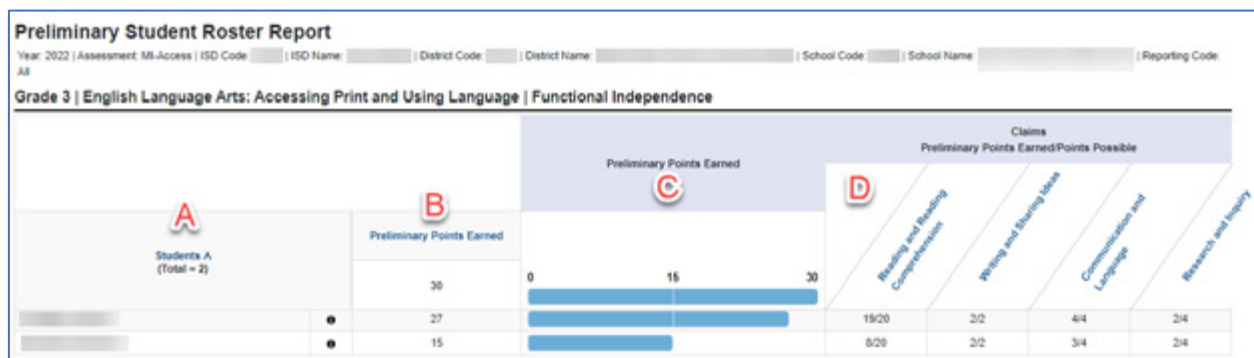 Preliminary Student Roster Report
Year: 2022 | Assessment: MI-Access | ISD Code: | ISD Name: | District Code: | District Name: | School Code: | School Name: | Reporting Code:
All
Grade 3 | English Language Arts: Accessing Print and Using Language | Functional Independence
Claims
Preliminary Points Earned/Points Possible
Preliminary Points Earned
A
B
C
D
Preliminary Points Earned
Students ˄
(Total = 2)
30
0 15 30
Reading and Reading
Comprehension
Writing and Sharing Ideas
Communication and
Language
Research and Inquiry
27 19/20 2/2 4/4 2/4
15 8/20 2/2 3/4 2/4